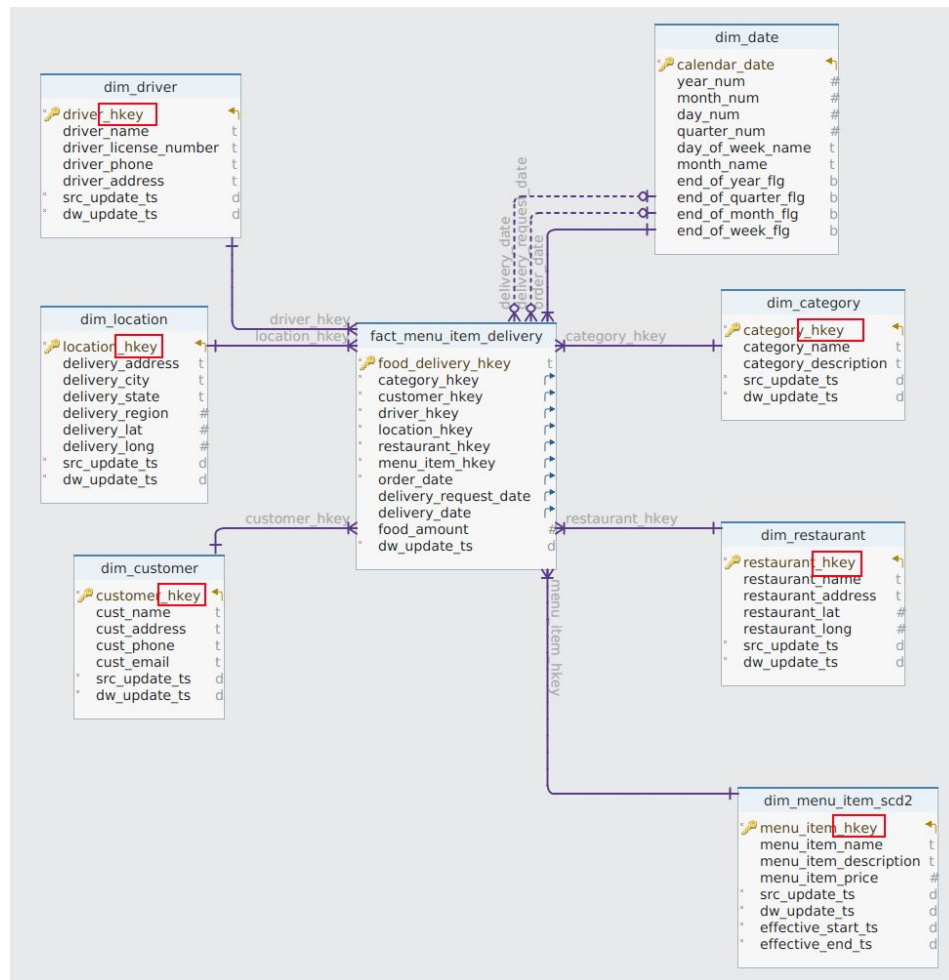 dim_date
calendar_date
year_num #
month_num #
day_num #
quarter_num #
day_of_week_name t
month_name t
end_of_year_flg b
end_of_quarter_flg b
end_of_month_flg b
end_of_week_flg b
dim_driver
driver_hkey
driver_name t
driver_license_number t
driver_phone t
driver_address t
src_update_ts d
dw_update_ts d
delivery_date
delivery_request_date
order_date
dim_location
location_hkey
delivery_address t
delivery_city t
delivery_state t
delivery_region #
delivery_lat #
delivery_long #
src_update_ts d
dw_update_ts d
driver_hkey
location_hkey
fact_menu_item_delivery
food_delivery_hkey t
category_hkey
customer_hkey
driver_hkey
location_hkey
restaurant_hkey
menu_item_hkey
order_date
delivery_request_date
delivery_date
food_amount #
dw_update_ts d
category_hkey
dim_category
category_hkey
category_name t
category_description t
src_update_ts d
dw_update_ts d
customer_hkey
dim_customer
customer_hkey
cust_name t
cust_address t
cust_phone t
cust_email t
src_update_ts d
dw_update_ts d
restaurant_hkey
dim_restaurant
restaurant_hkey
restaurant_name t
restaurant_address t
restaurant_lat #
restaurant_long #
src_update_ts d
dw_update_ts d
menu_item_hkey
dim_menu_item_scd2
menu_item_hkey
menu_item_name t
menu_item_description t
menu_item_price #
src_update_ts d
dw_update_ts d
effective_start_ts d
effective_end_ts d